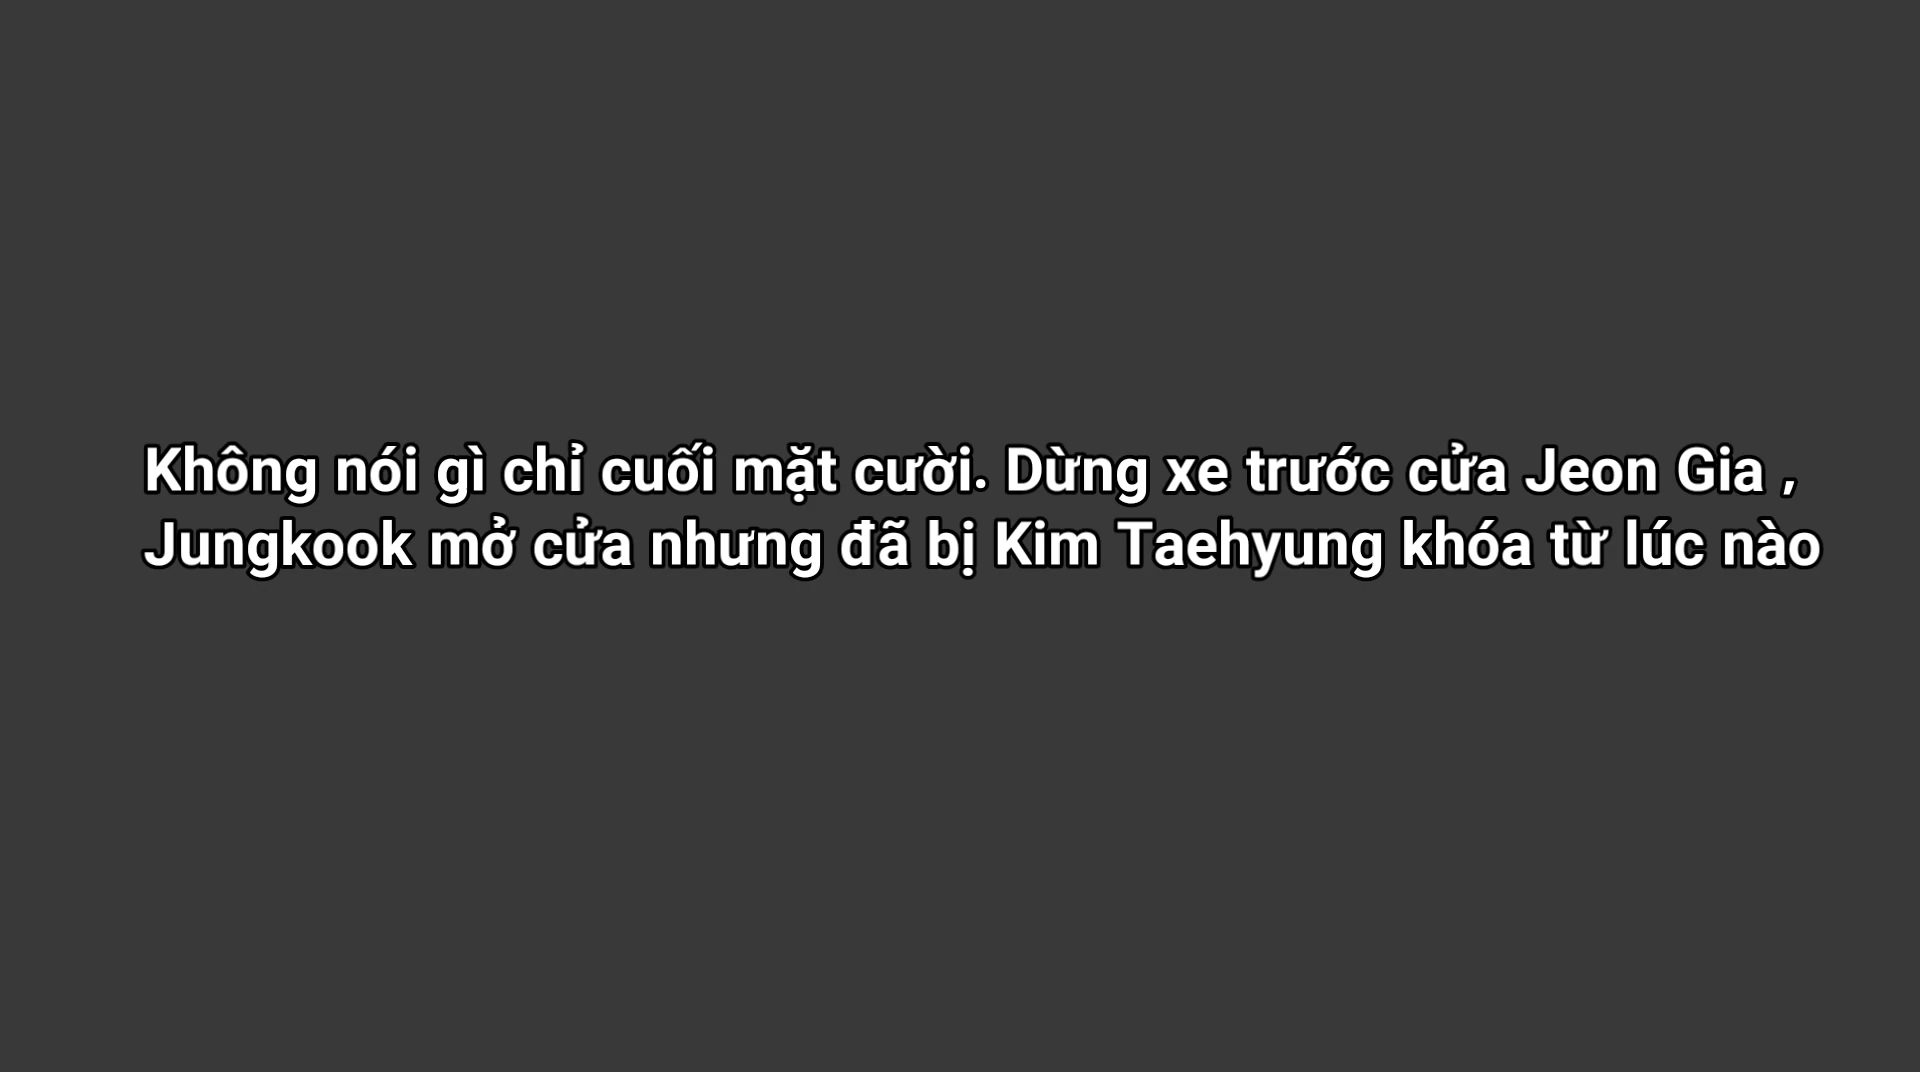 Không nói gì chỉ cuối mặt cười. Dừng xe trước cửa Jeon Gia ,
Jungkook mở cửa nhưng đã bị Kim Taehyung khóa từ lúc nào